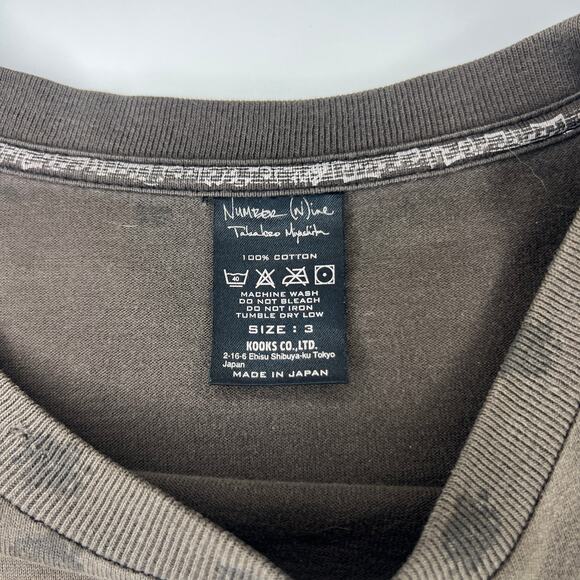 NUMBER (N)ine
Takahiro Miyashita
100% COTTON
40
MACHINE WASH
DO NOT BLEACH
DO NOT IRON
TUMBLE DRY LOW
SIZE : 3
KOOKS CO.,LTD.
2-16-6 Ebisu Shibuya-ku Tokyo
Japan
MADE IN JAPAN